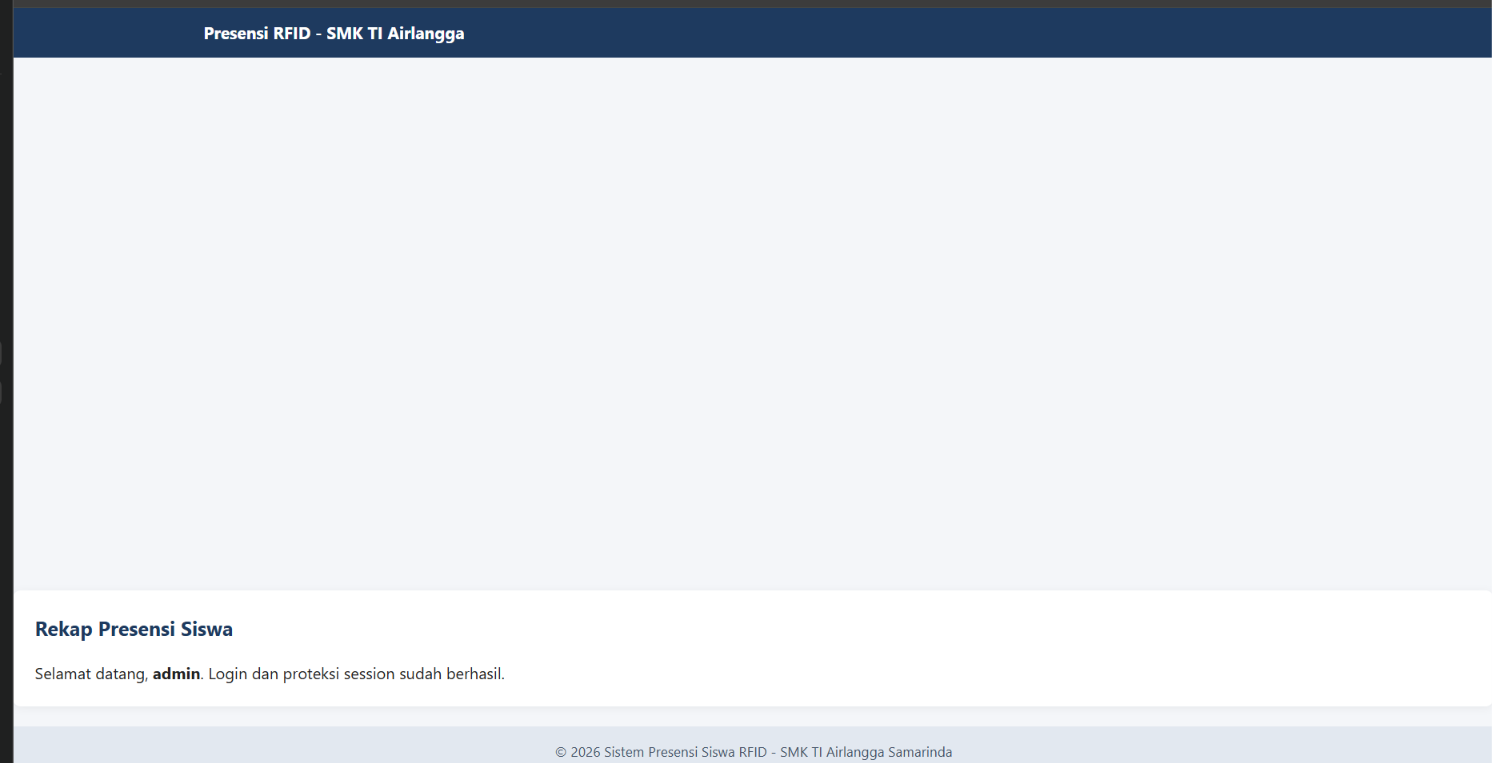 Presensi RFID - SMK TI Airlangga
Rekap Presensi Siswa
Selamat datang, admin. Login dan proteksi session sudah berhasil.
© 2026 Sistem Presensi Siswa RFID - SMK TI Airlangga Samarinda